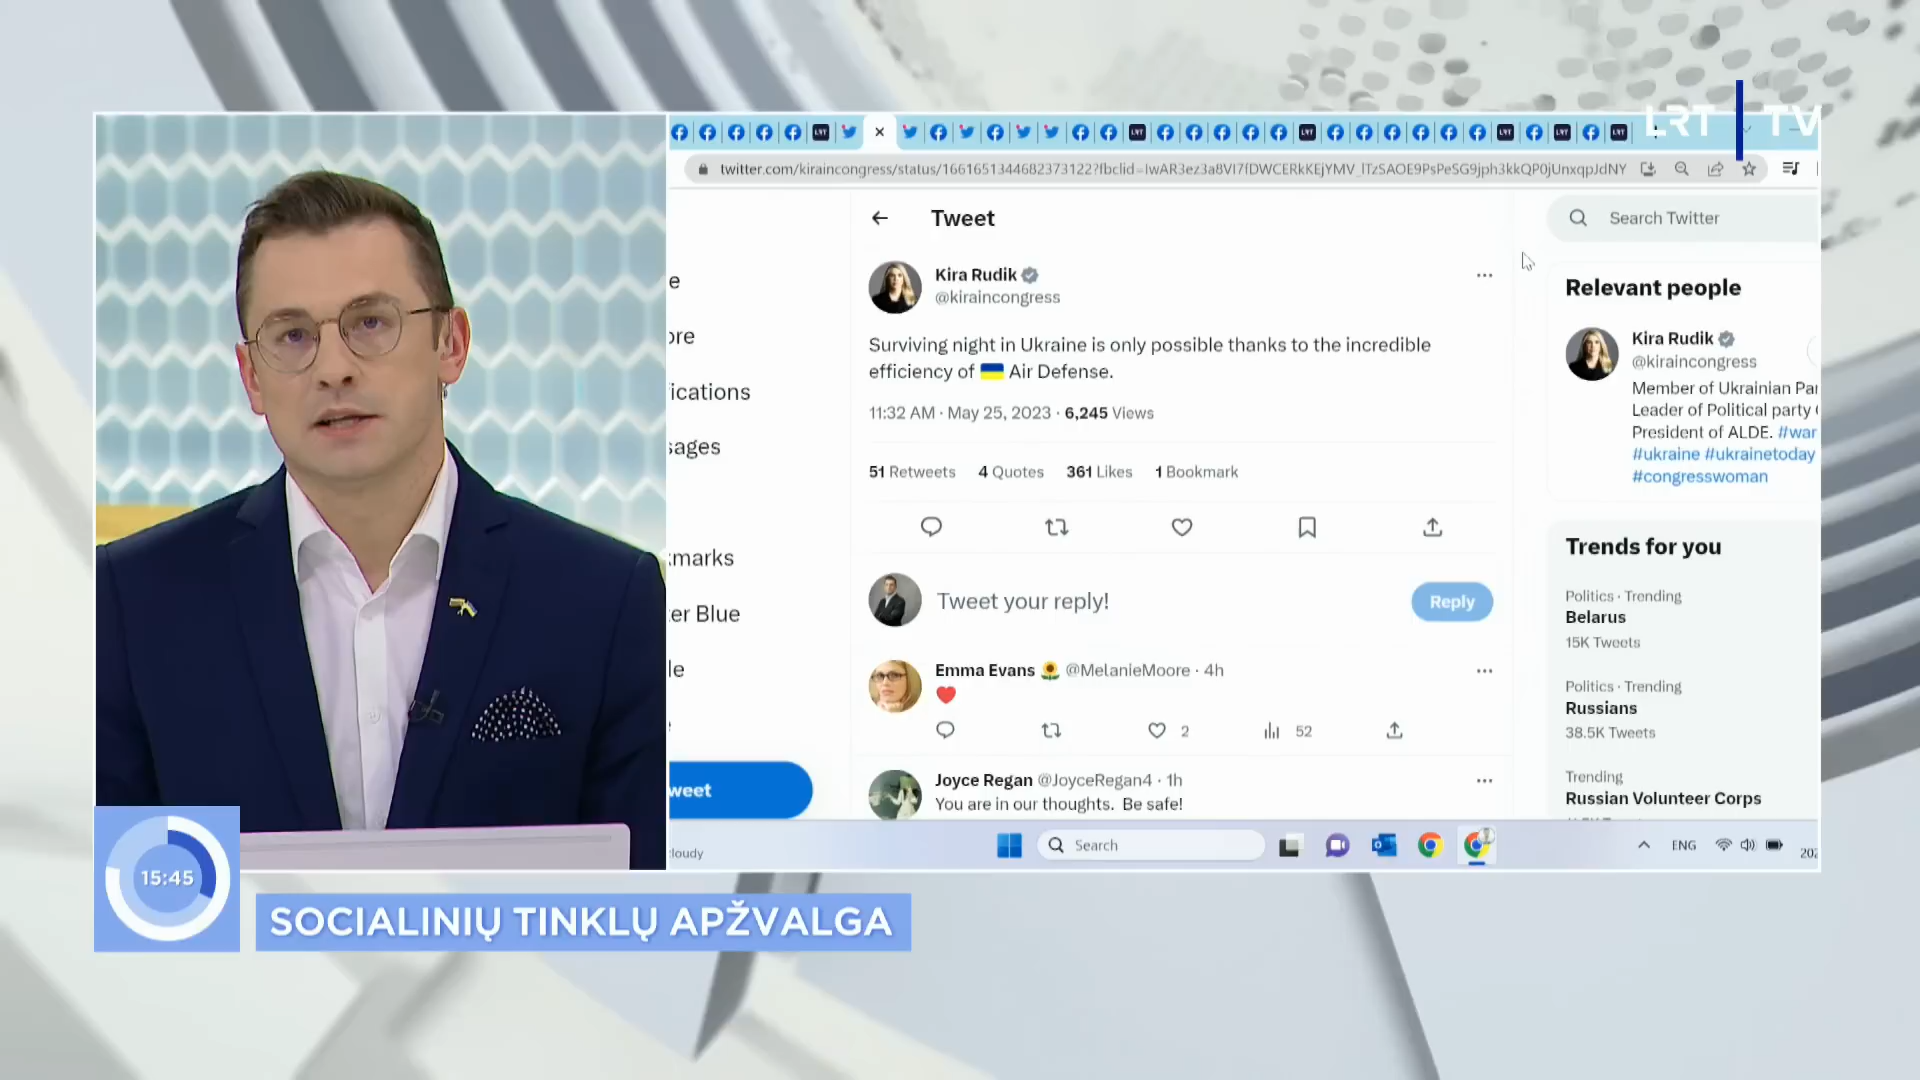 LRT TV
twitter.com/kiraincongress/status/1661651344682373122?fbclid=IwAR3ez3a8VI7fDWCERkKEjYMV_lTzSAOE9PsPeSG9jph3kkQP0jUnxqpJdNY
Tweet
Search Twitter
Kira Rudik
@kiraincongress
Surviving night in Ukraine is only possible thanks to the incredible
efficiency of 🇺🇦 Air Defense.
11:32 AM · May 25, 2023 · 6,245 Views
51 Retweets 4 Quotes 361 Likes 1 Bookmark
Tweet your reply!
Reply
Emma Evans 🌻 @MelanieMoore · 4h
❤️
2 52
Joyce Regan @JoyceRegan4 · 1h
You are in our thoughts. Be safe!
e
ore
ications
sages
kmarks
er Blue
le
weet
Relevant people
Kira Rudik
@kiraincongress
Member of Ukrainian Par
Leader of Political party
President of ALDE. #war
#ukraine #ukrainetoday
#congresswoman
Trends for you
Politics · Trending
Belarus
15K Tweets
Politics · Trending
Russians
38.5K Tweets
Trending
Russian Volunteer Corps
loudy
Search
ENG
202
15:45
SOCIALINIŲ TINKLŲ APŽVALGA